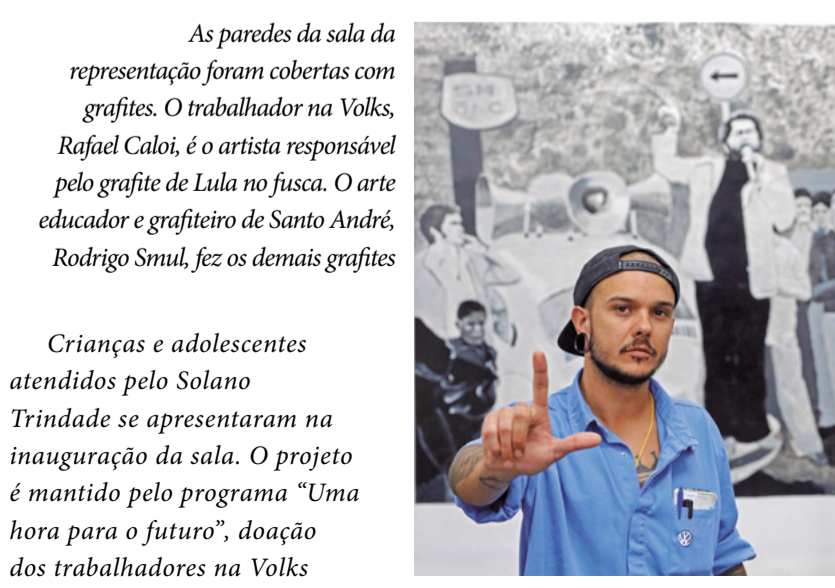 As paredes da sala da
representação foram cobertas com
grafites. O trabalhador na Volks,
Rafael Caloi, é o artista responsável
pelo grafite de Lula no fusca. O arte
educador e grafiteiro de Santo André,
Rodrigo Smul, fez os demais grafites
Crianças e adolescentes
atendidos pelo Solano
Trindade se apresentaram na
inauguração da sala. O projeto
é mantido pelo programa “Uma
hora para o futuro”, doação
dos trabalhadores na Volks